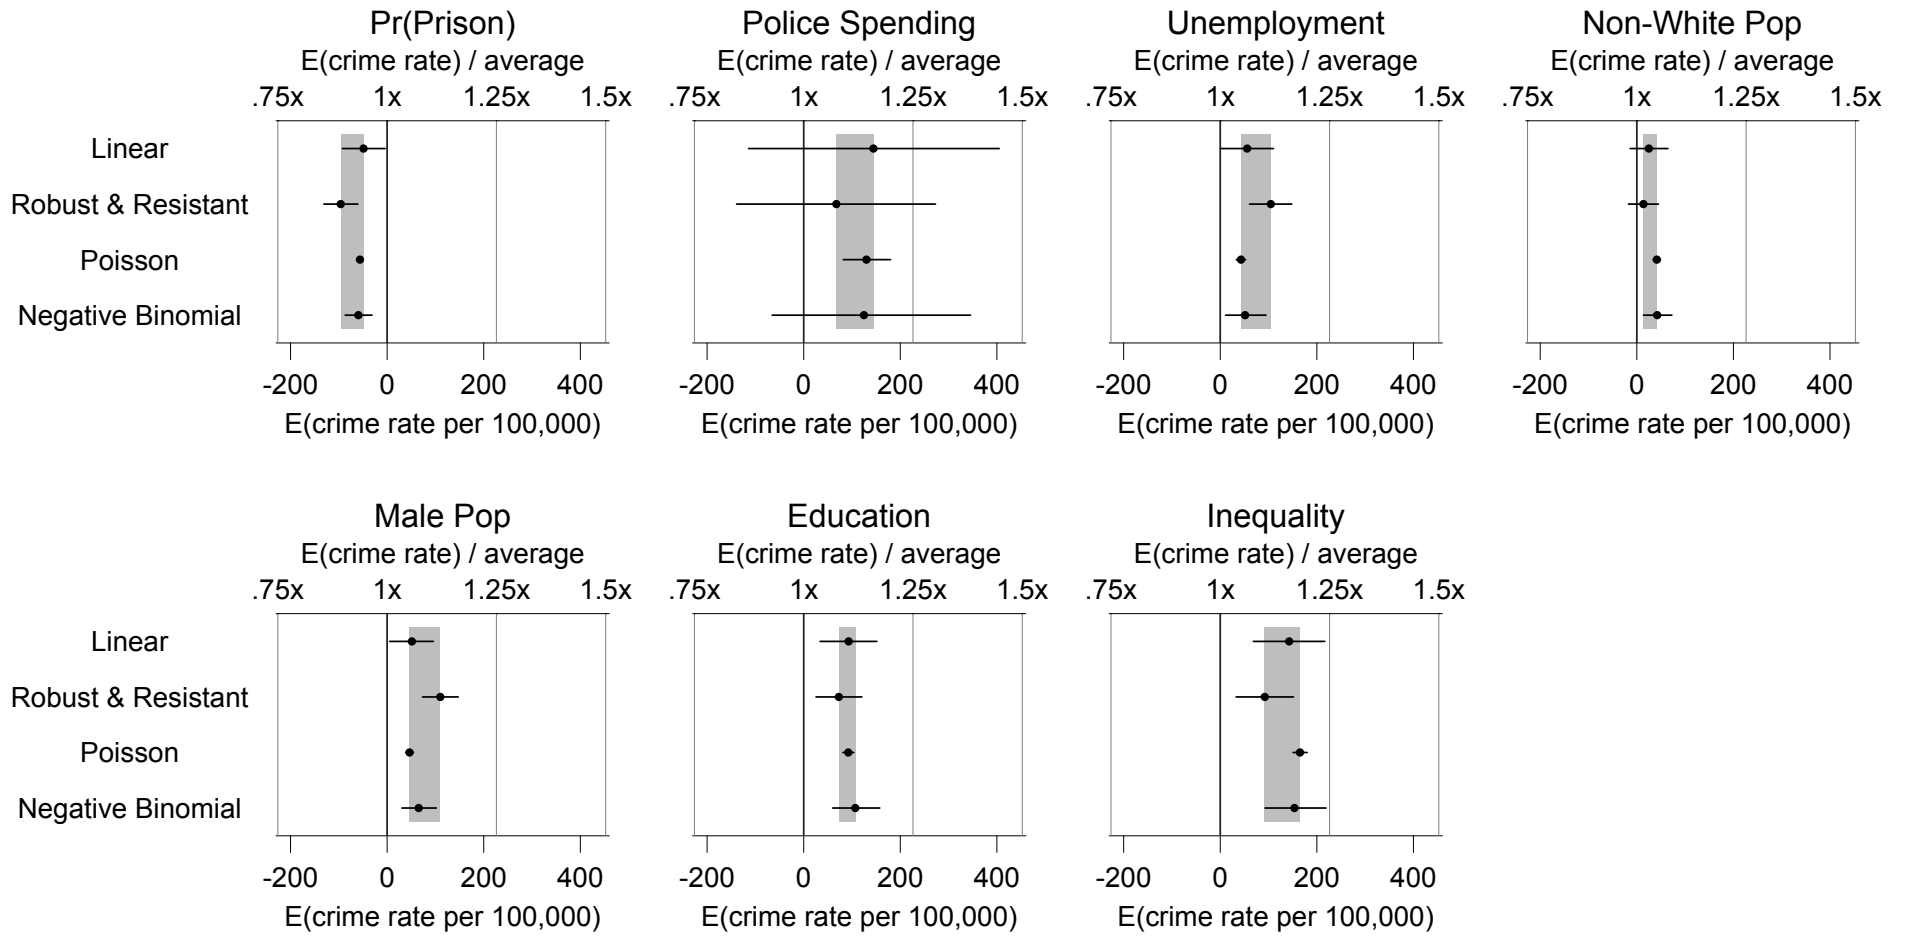 Pr(Prison) Police Spending Unemployment Non-White Pop
E(crime rate) / average E(crime rate) / average E(crime rate) / average E(crime rate) / average
.75x 1x 1.25x 1.5x .75x 1x 1.25x 1.5x .75x 1x 1.25x 1.5x .75x 1x 1.25x 1.5x
Linear
Robust & Resistant
Poisson
Negative Binomial
-200 0 200 400 -200 0 200 400 -200 0 200 400 -200 0 200 400
E(crime rate per 100,000) E(crime rate per 100,000) E(crime rate per 100,000) E(crime rate per 100,000)
Male Pop Education Inequality
E(crime rate) / average E(crime rate) / average E(crime rate) / average
.75x 1x 1.25x 1.5x .75x 1x 1.25x 1.5x .75x 1x 1.25x 1.5x
Linear
Robust & Resistant
Poisson
Negative Binomial
-200 0 200 400 -200 0 200 400 -200 0 200 400
E(crime rate per 100,000) E(crime rate per 100,000) E(crime rate per 100,000)